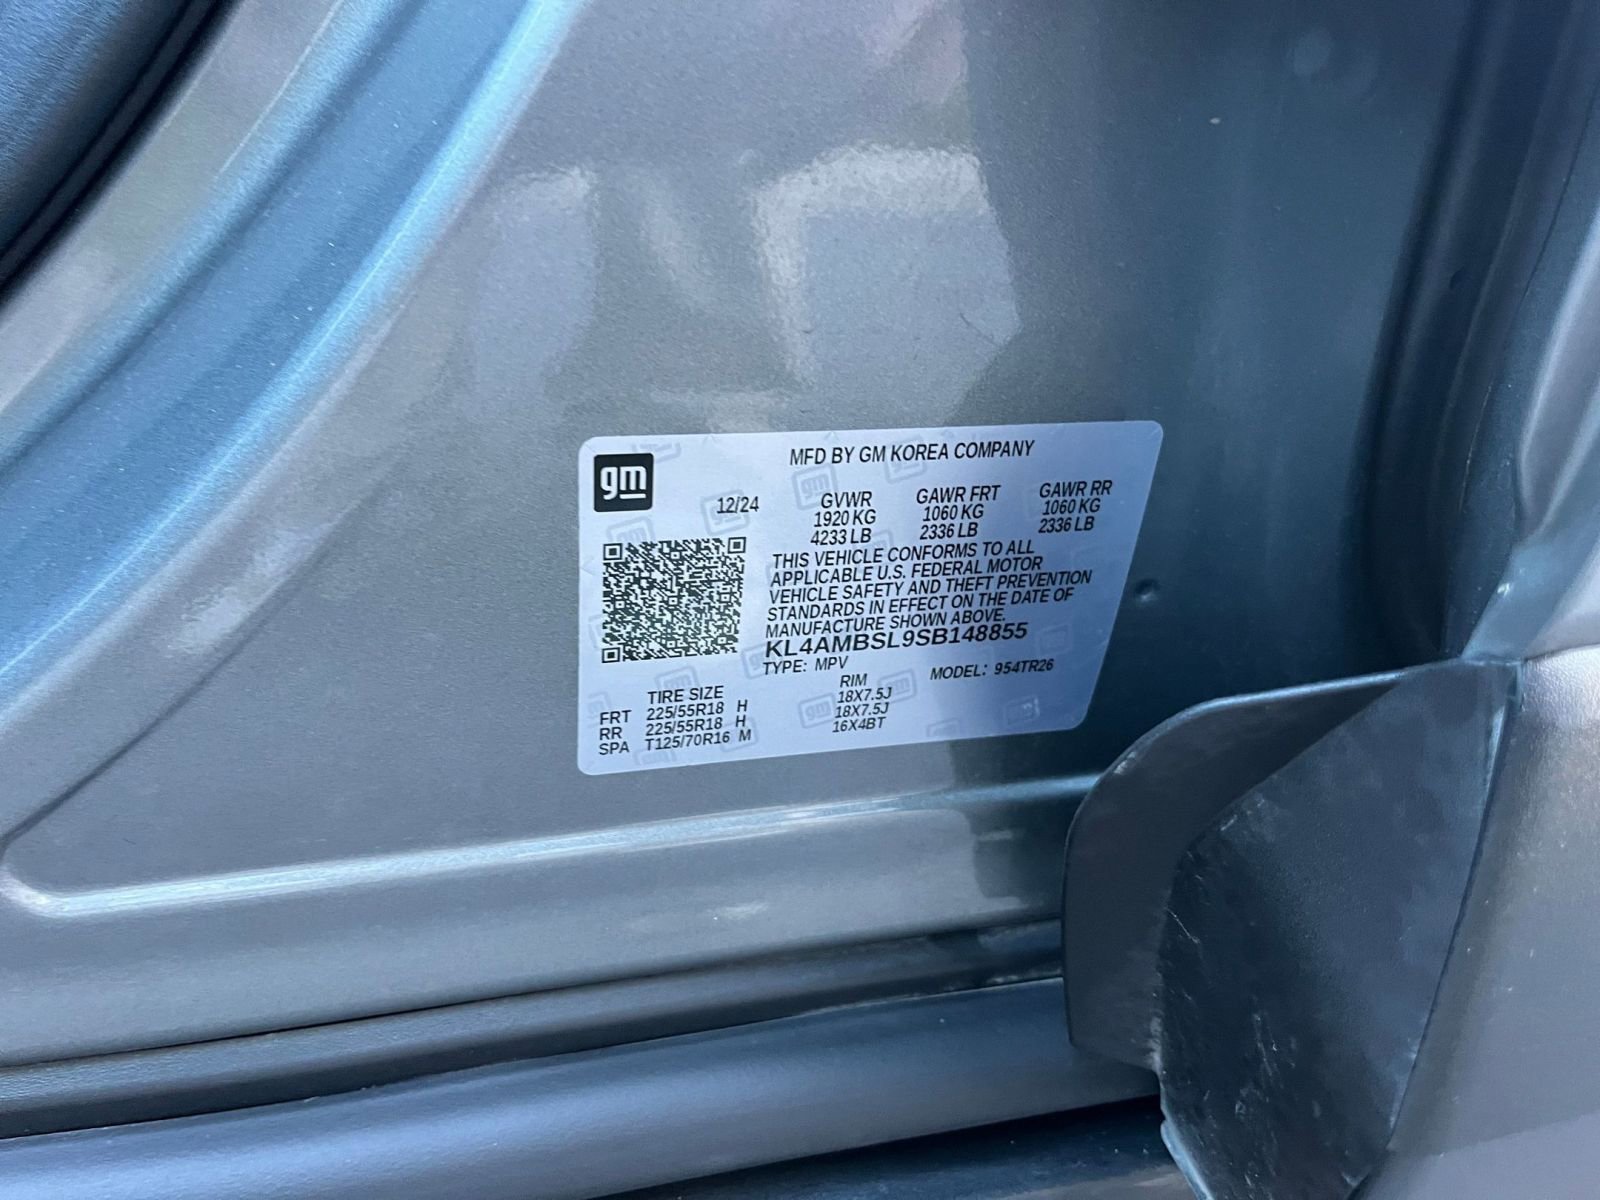 gm
MFD BY GM KOREA COMPANY
12/24
GVWR GAWR FRT GAWR RR
1920 KG 1060 KG 1060 KG
4233 LB 2336 LB 2336 LB
THIS VEHICLE CONFORMS TO ALL
APPLICABLE U.S. FEDERAL MOTOR
VEHICLE SAFETY AND THEFT PREVENTION
STANDARDS IN EFFECT ON THE DATE OF
MANUFACTURE SHOWN ABOVE.
KL4AMBSL9SB148855
TYPE: MPV MODEL: 954TR26
TIRE SIZE RIM
FRT 225/55R18 H 18X7.5J
RR 225/55R18 H 18X7.5J
SPA T125/70R16 M 16X4BT